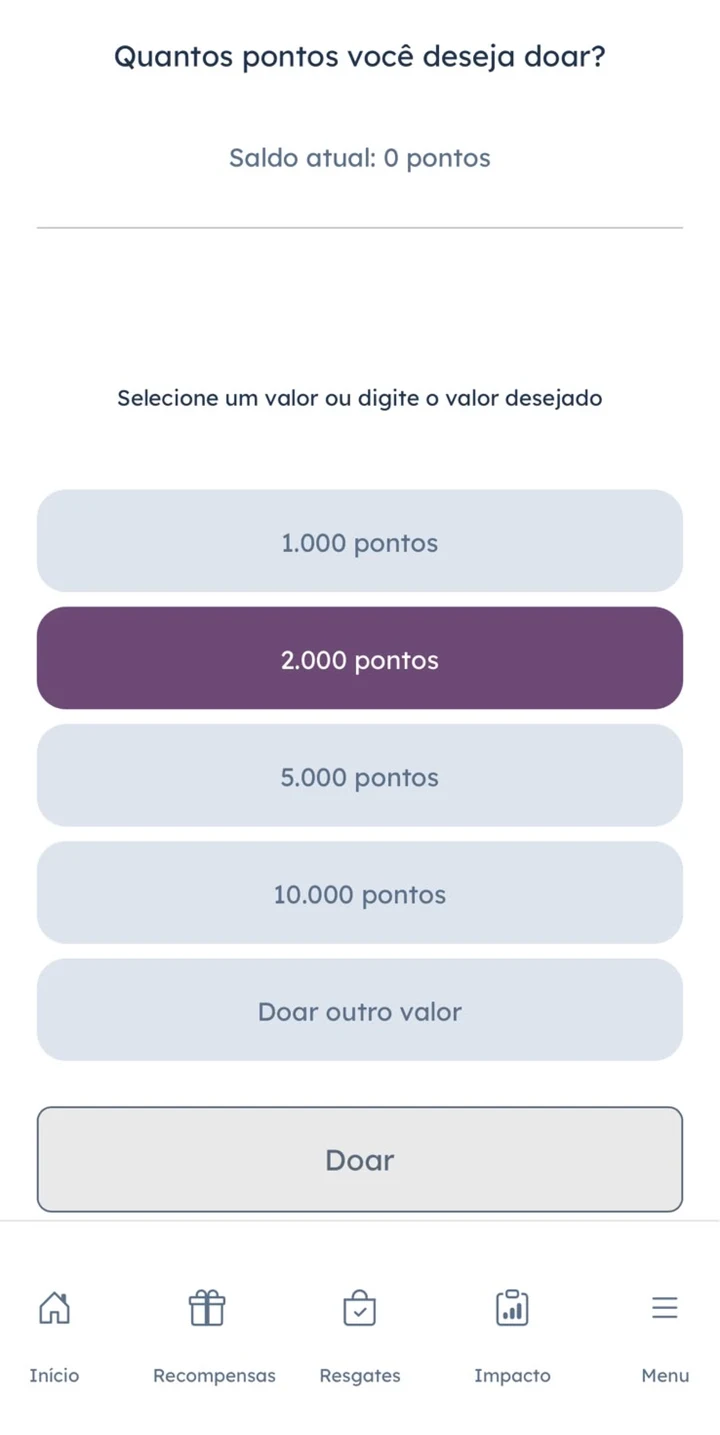 Quantos pontos você deseja doar?
Saldo atual: 0 pontos
Selecione um valor ou digite o valor desejado
1.000 pontos
2.000 pontos
5.000 pontos
10.000 pontos
Doar outro valor
Doar
Início
Recompensas
Resgates
Impacto
Menu